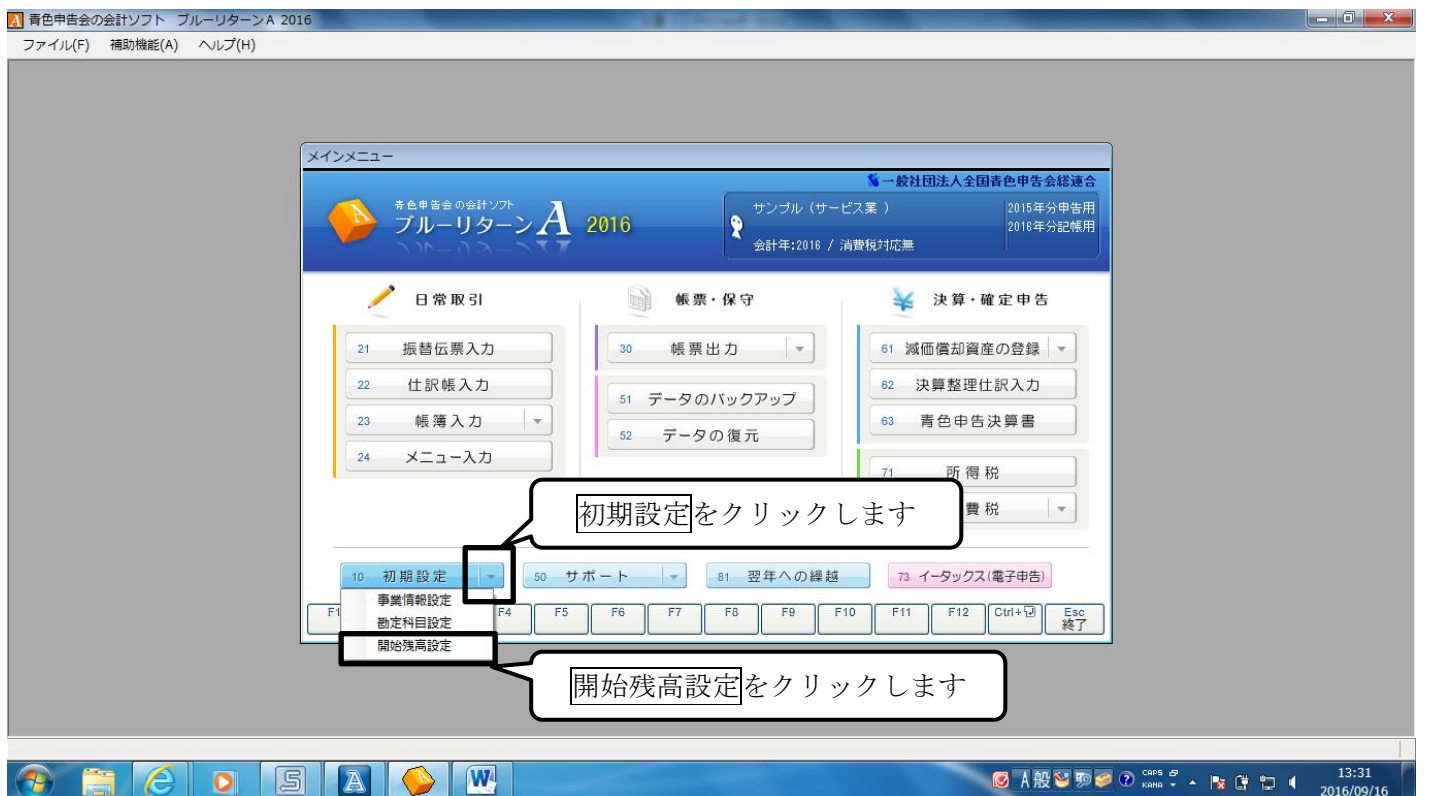 青色申告会の会計ソフト ブルーリターンA 2016
ファイル(F) 補助機能(A) ヘルプ(H)
メインメニュー
一般社団法人全国青色申告会総連合
青色申告会の会計ソフト
ブルーリターンA 2016
サンプル（サービス業 ）
2015年分申告用
2016年分記帳用
会計年:2016 / 消費税対応無
日常取引
21 振替伝票入力
22 仕訳帳入力
23 帳簿入力
24 メニュー入力
帳票・保守
30 帳票出力
51 データのバックアップ
52 データの復元
決算・確定申告
61 減価償却資産の登録
62 決算整理仕訳入力
63 青色申告決算書
71 所得税
費税
初期設定をクリックします
10 初期設定
50 サポート
81 翌年への繰越
73 イータックス(電子申告)
事業情報設定
勘定科目設定
開始残高設定
F1 F4 F5 F6 F7 F8 F9 F10 F11 F12 Ctrl+ Esc
終了
開始残高設定をクリックします
A 般 CAPS
KANA
13:31
2016/09/16